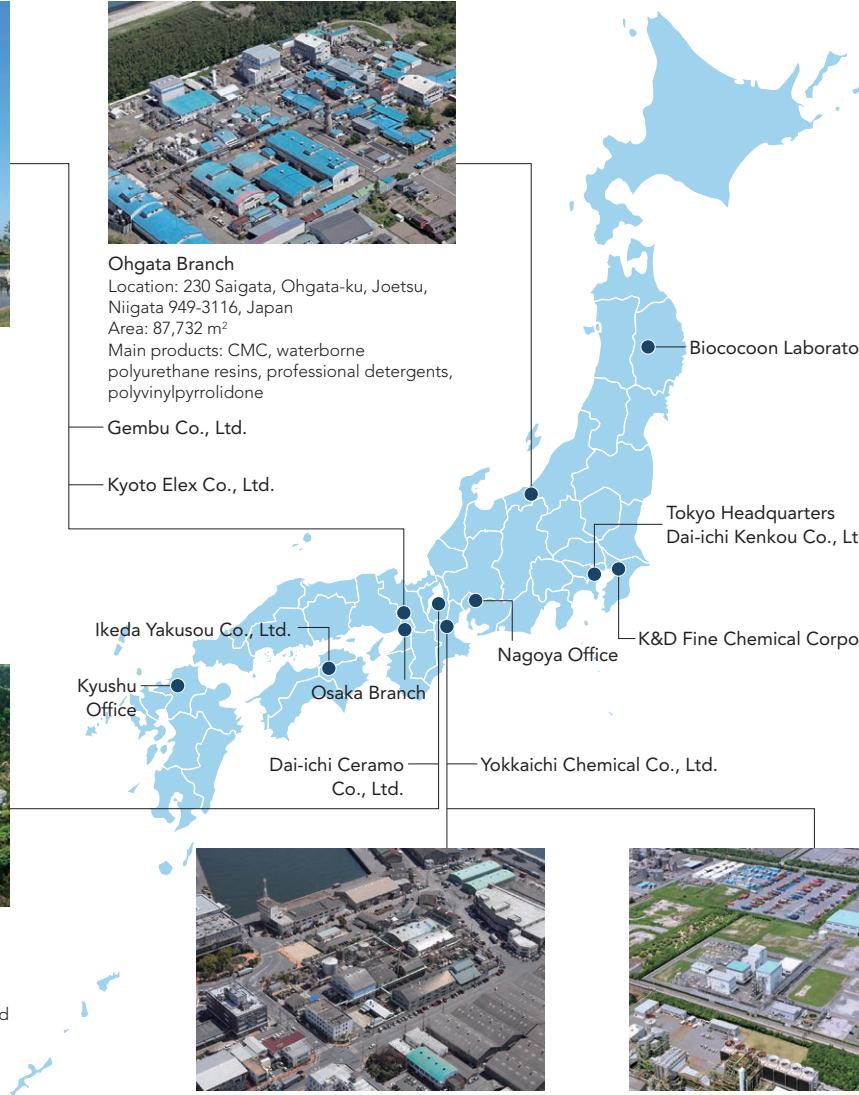 Ohgata Branch
Location: 230 Saigata, Ohgata-ku, Joetsu,
Niigata 949-3116, Japan
Area: 87,732 m²
Main products: CMC, waterborne
polyurethane resins, professional detergents,
polyvinylpyrrolidone
Biococoon Laborato
Gembu Co., Ltd.
Kyoto Elex Co., Ltd.
Tokyo Headquarters
Dai-ichi Kenkou Co., Lt
Ikeda Yakusou Co., Ltd.
K&D Fine Chemical Corpo
Nagoya Office
Kyushu
Office
Osaka Branch
Dai-ichi Ceramo
Co., Ltd.
Yokkaichi Chemical Co., Ltd.
d